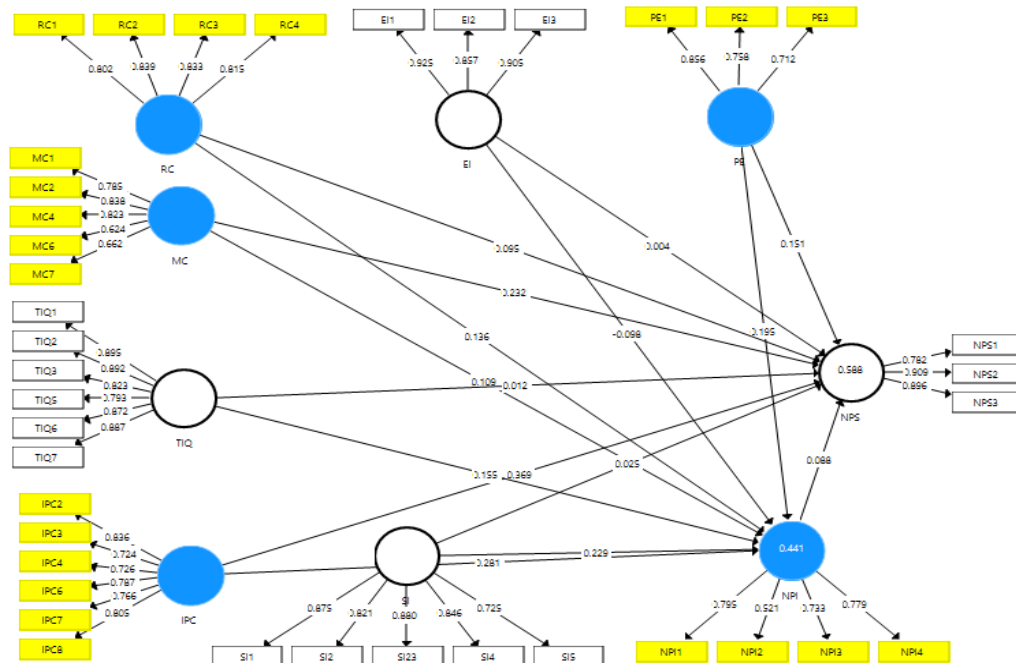 RC1 RC2 RC3 RC4
0.802 0.839 0.833 0.815
RC
EI1 EI2 EI3
0.925 0.857 0.905
EI
PE1 PE2 PE3
0.856 0.758 0.712
PE
MC1
MC2
MC4
MC6
MC7
0.785
0.838
0.823
0.624
0.662
MC
TIQ1
TIQ2
TIQ3
TIQ5
TIQ6
TIQ7
0.895
0.892
0.823
0.793
0.872
0.887
TIQ
IPC2
IPC3
IPC4
IPC6
IPC7
IPC8
0.836
0.724
0.726
0.787
0.766
0.805
IPC
0.095
0.004
0.151
0.232
0.136
-0.098
0.195
0.109
0.012
0.155
0.369
0.025
0.088
0.229
0.281
0.588
NPS
0.782
0.909
0.896
NPS1
NPS2
NPS3
0.441
NPI
0.795 0.521 0.733 0.779
NPI1 NPI2 NPI3 NPI4
SI
0.875 0.821 0.880 0.846 0.725
SI1 SI2 SI23 SI4 SI5